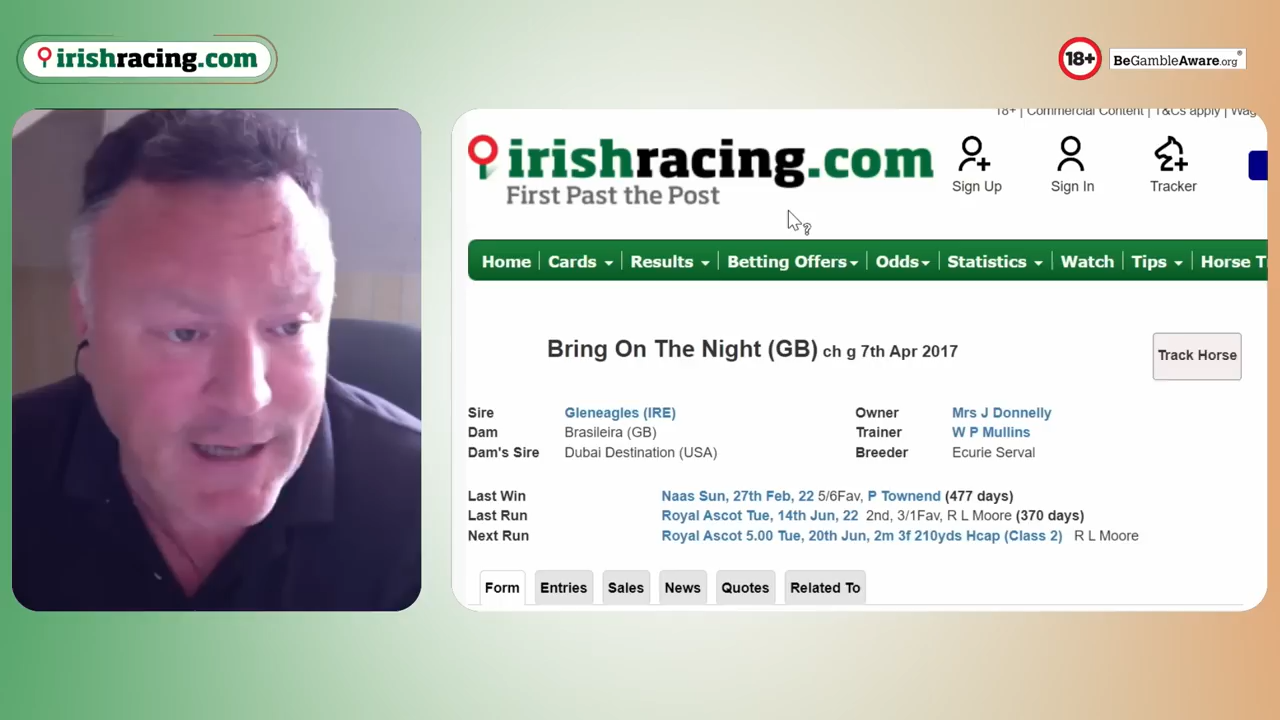 irishracing.com
18+
BeGambleAware.org®
18+ | Commercial Content | T&Cs apply | Wag
irishracing.com
First Past the Post
Sign Up
Sign In
Tracker
Home
Cards
Results
Betting Offers
Odds
Statistics
Watch
Tips
Horse T
Bring On The Night (GB) ch g 7th Apr 2017
Track Horse
Sire Gleneagles (IRE) Owner Mrs J Donnelly
Dam Brasileira (GB) Trainer W P Mullins
Dam's Sire Dubai Destination (USA) Breeder Ecurie Serval
Last Win Naas Sun, 27th Feb, 22 5/6Fav, P Townend (477 days)
Last Run Royal Ascot Tue, 14th Jun, 22 2nd, 3/1Fav, R L Moore (370 days)
Next Run Royal Ascot 5.00 Tue, 20th Jun, 2m 3f 210yds Hcap (Class 2) R L Moore
Form
Entries
Sales
News
Quotes
Related To